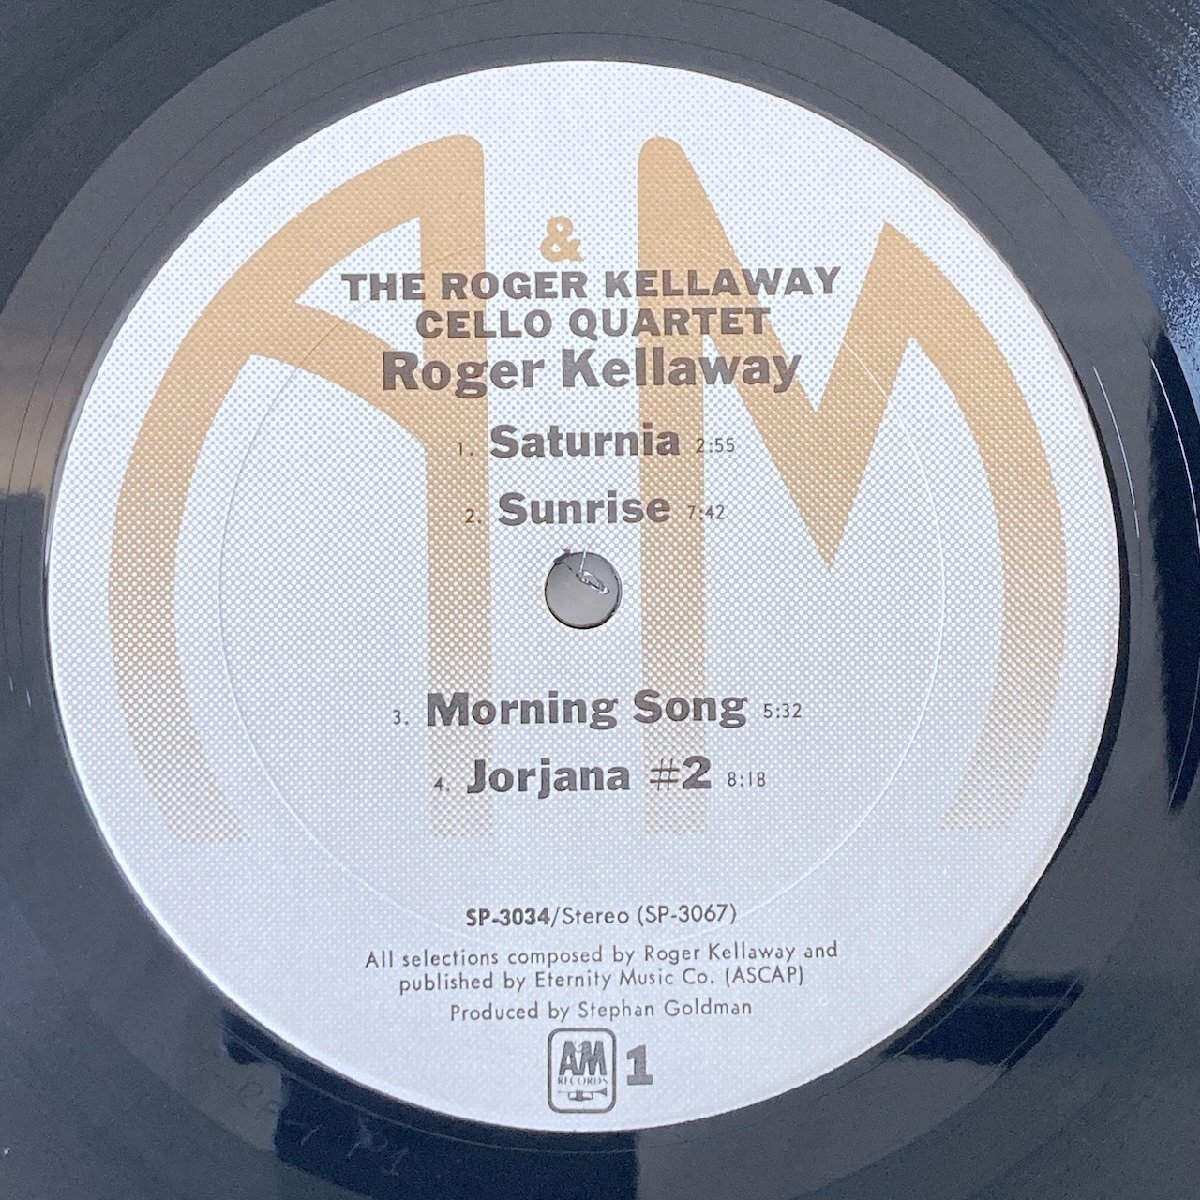 &
THE ROGER KELLAWAY
CELLO QUARTET
Roger Kellaway
1. Saturnia 2:55
2. Sunrise 7:42
3. Morning Song 5:32
4. Jorjana #2 8:18
SP-3034/Stereo (SP-3067)
All selections composed by Roger Kellaway and
published by Eternity Music Co. (ASCAP)
Produced by Stephan Goldman
A&M
RECORDS
1